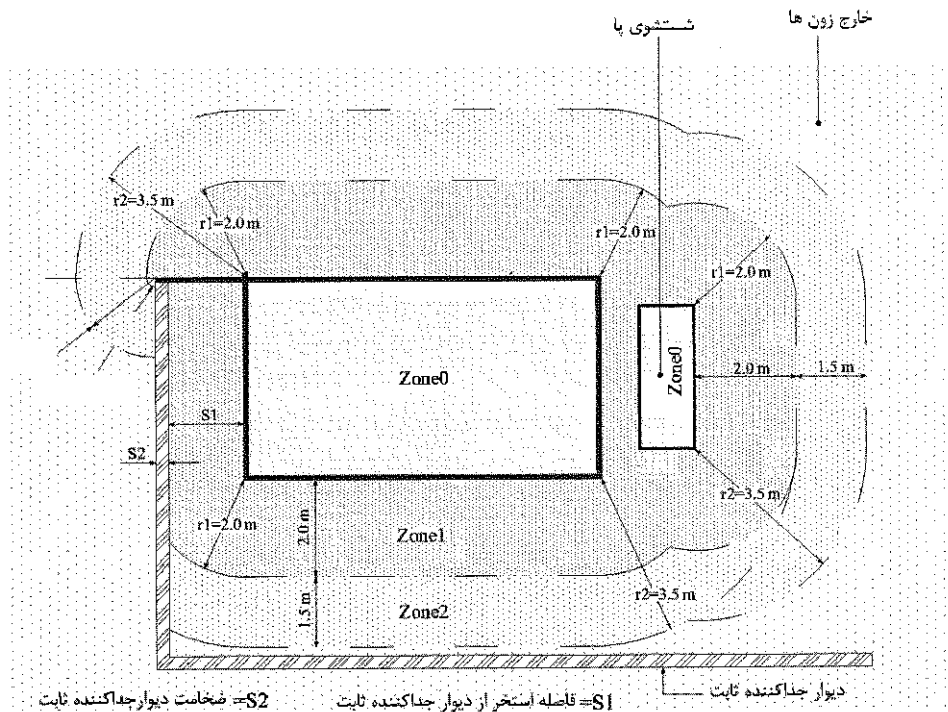 خارج زون ها
شستشوی پا
r2=3.5 m
r1=2.0 m
r1=2.0 m
r1=2.0 m
Zone0
Zone0
2.0 m
1.5 m
S1
S2
r1=2.0 m
2.0 m
Zone1
r2=3.5 m
1.5 m
Zone2
r2=3.5 m
دیوار جداکننده ثابت
S1= فاصله استخر از دیوار جداکننده ثابت
S2= ضخامت دیوارجداکننده ثابت